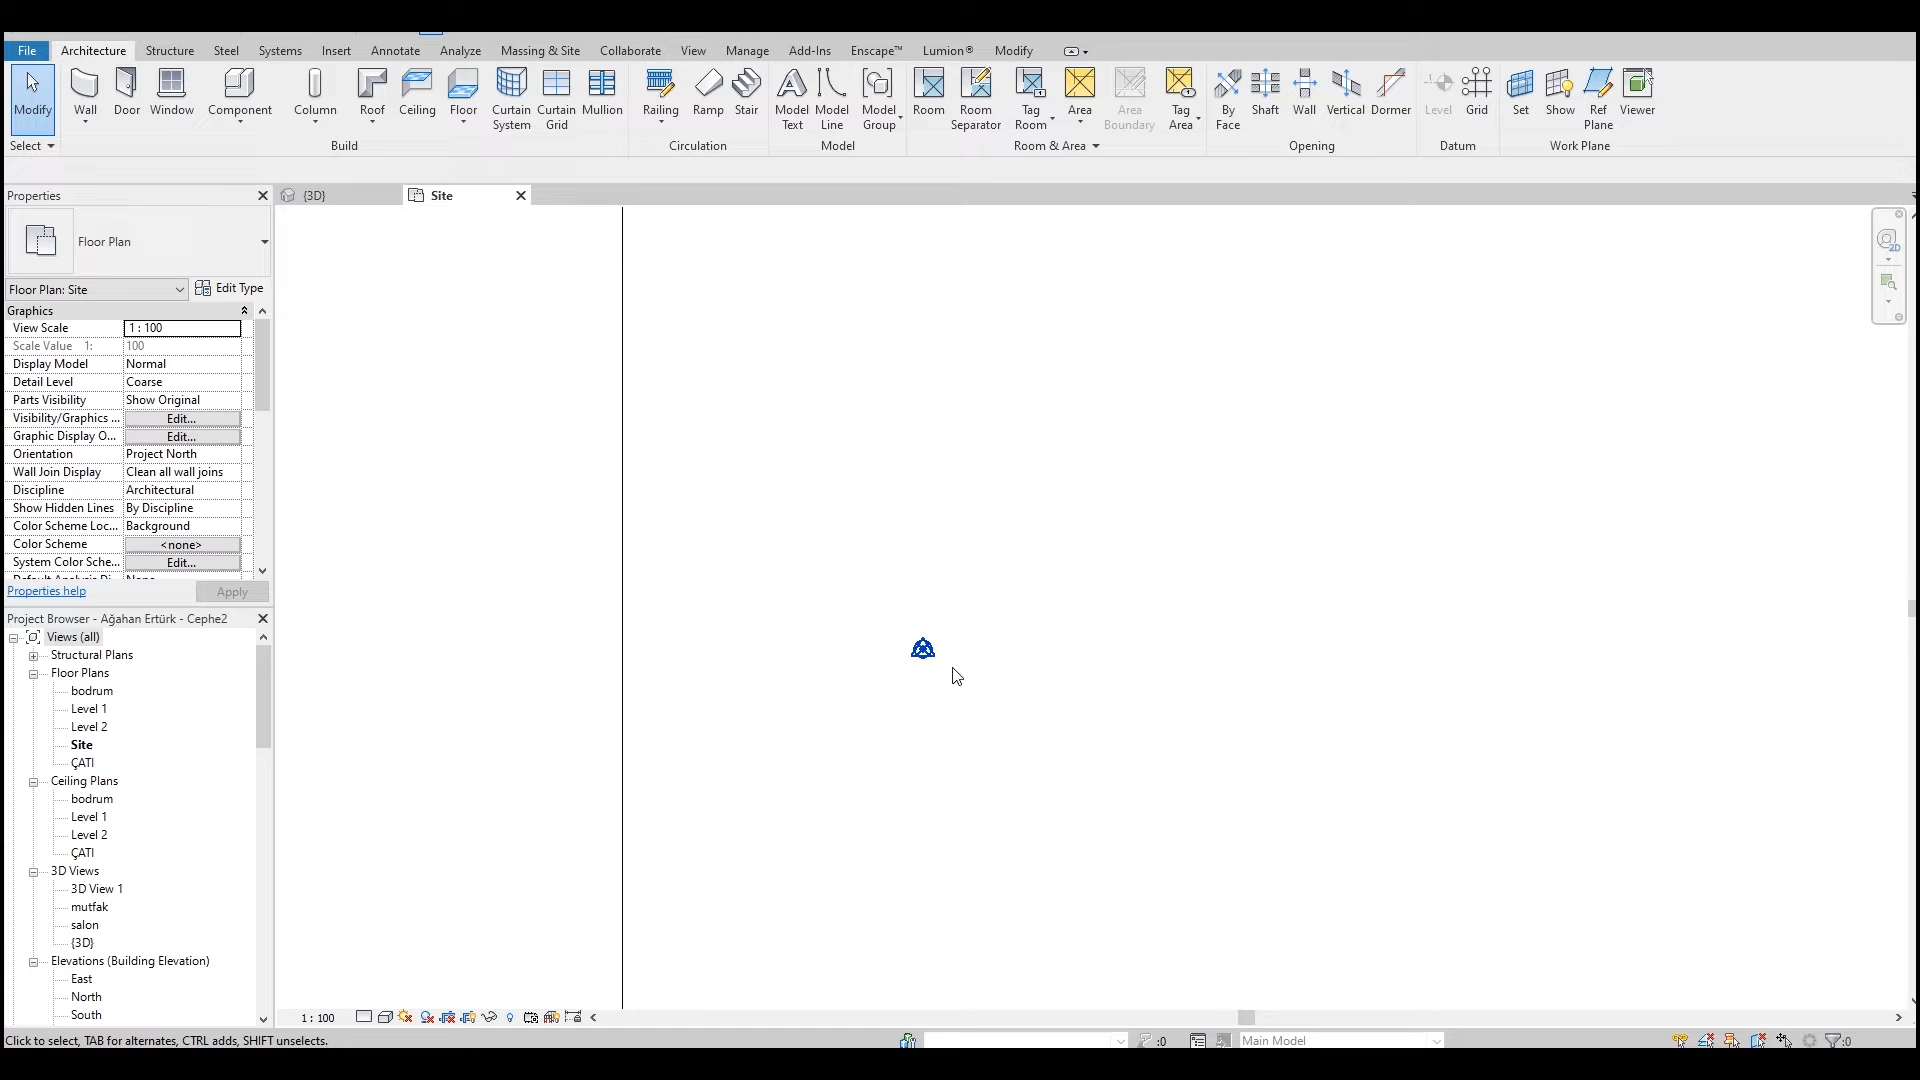 File Architecture Structure Steel Systems Insert Annotate Analyze Massing & Site Collaborate View Manage Add-Ins Enscape™ Lumion® Modify
Modify Wall Door Window Component Column Roof Ceiling Floor Curtain System Curtain Grid Mullion Railing Ramp Stair Model Text Model Line Model Group Room Room Separator Tag Room Area Area Boundary Tag Area By Face Shaft Wall Vertical Dormer Level Grid Set Show Ref Plane Viewer
Select Build Circulation Model Room & Area Opening Datum Work Plane
Properties
{3D} Site
Floor Plan
Floor Plan: Site Edit Type
Graphics
View Scale 1 : 100
Scale Value 1: 100
Display Model Normal
Detail Level Coarse
Parts Visibility Show Original
Visibility/Graphics ... Edit...
Graphic Display O... Edit...
Orientation Project North
Wall Join Display Clean all wall joins
Discipline Architectural
Show Hidden Lines By Discipline
Color Scheme Loc... Background
Color Scheme <none>
System Color Sche... Edit...
Properties help Apply
Project Browser - Ağahan Ertürk - Cephe2
Views (all)
Structural Plans
Floor Plans
bodrum
Level 1
Level 2
Site
ÇATI
Ceiling Plans
bodrum
Level 1
Level 2
ÇATI
3D Views
3D View 1
mutfak
salon
{3D}
Elevations (Building Elevation)
East
North
South
2D
1 : 100
Click to select, TAB for alternates, CTRL adds, SHIFT unselects.
:0
Main Model
:0